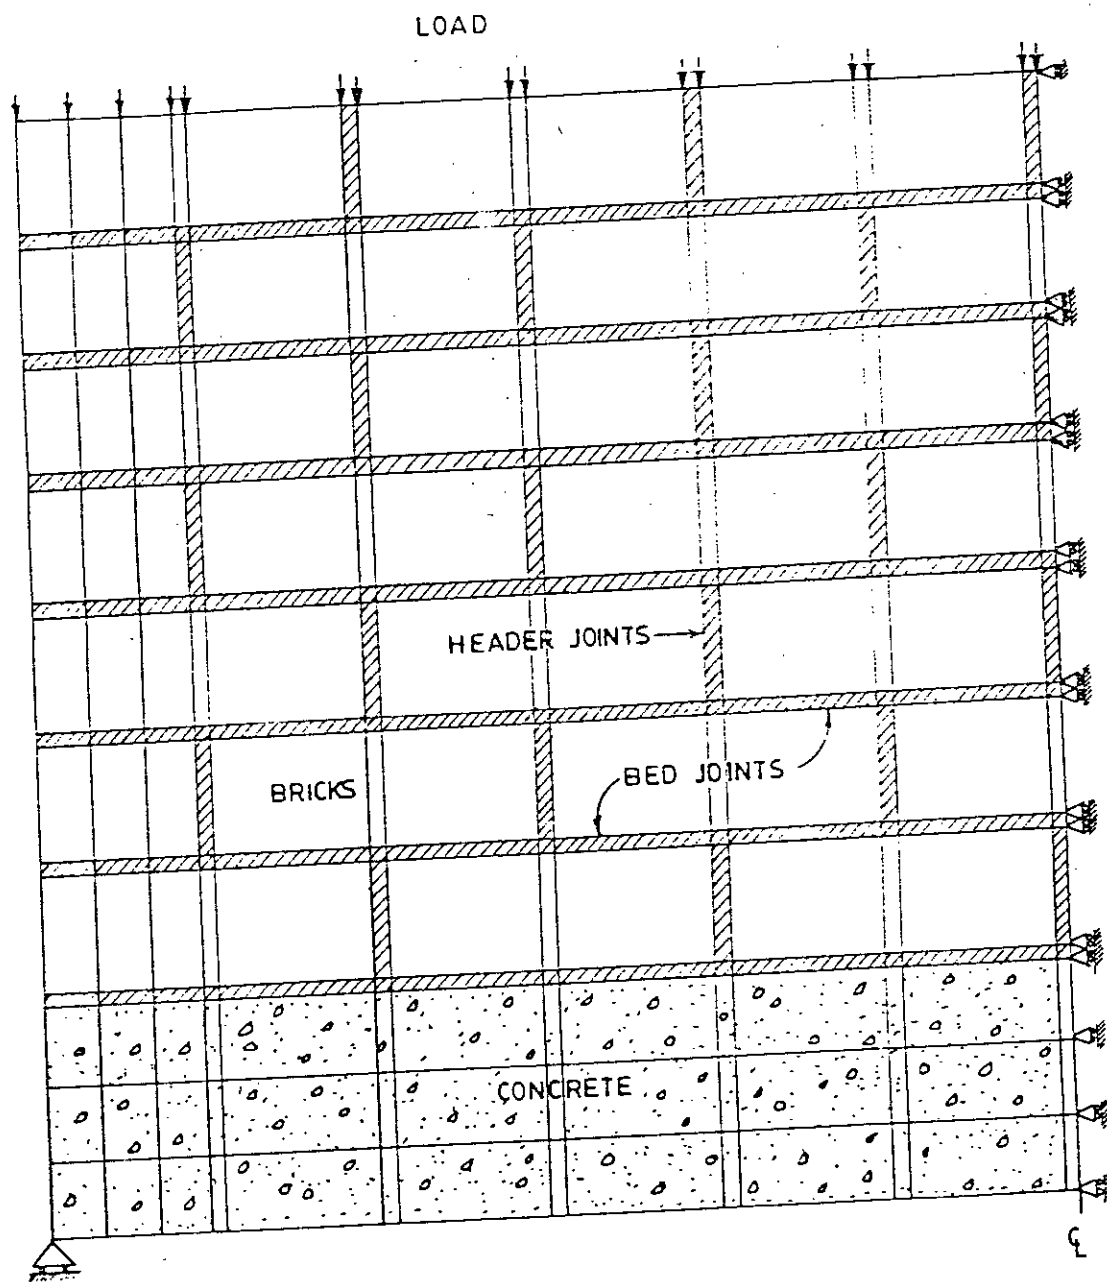 LOAD
HEADER JOINTS
BED JOINTS
BRICKS
CONCRETE
℄